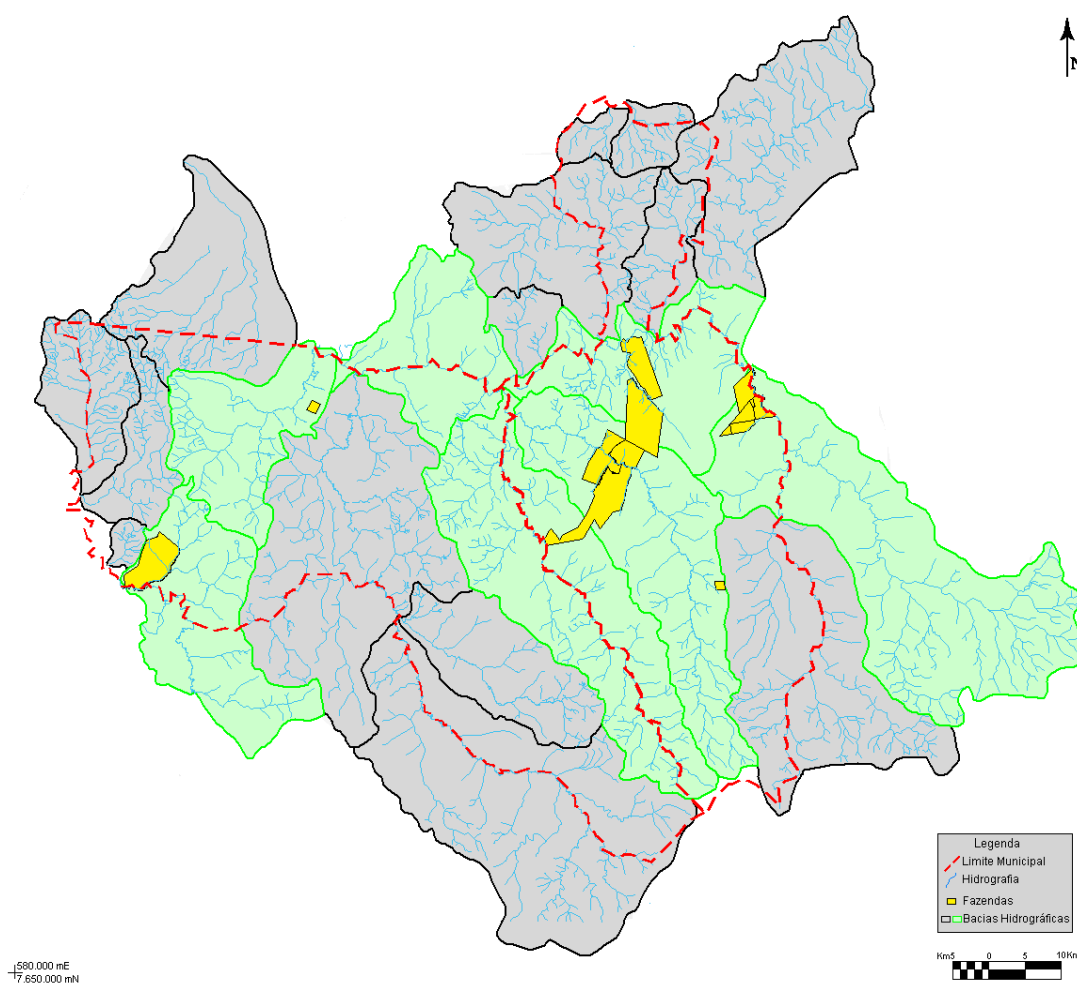 N
Legenda
Limite Municipal
Hidrografia
Fazendas
Bacias Hidrográficas
Km5 0 5 10Km
580.000 mE
7.650.000 mN